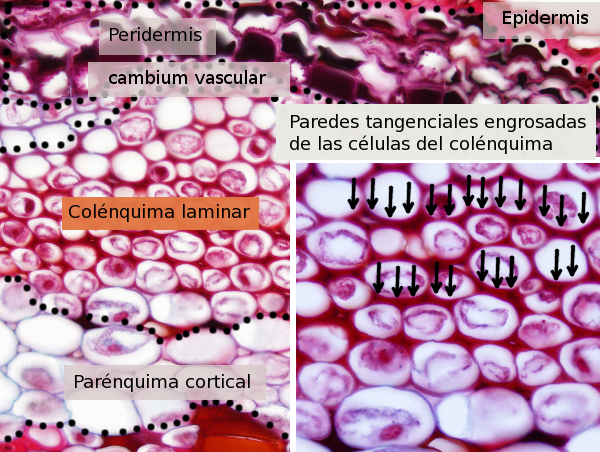 Epidermis
Peridermis
cambium vascular
Paredes tangenciales engrosadas
de las células del colénquima
Colénquima laminar
Parénquima cortical